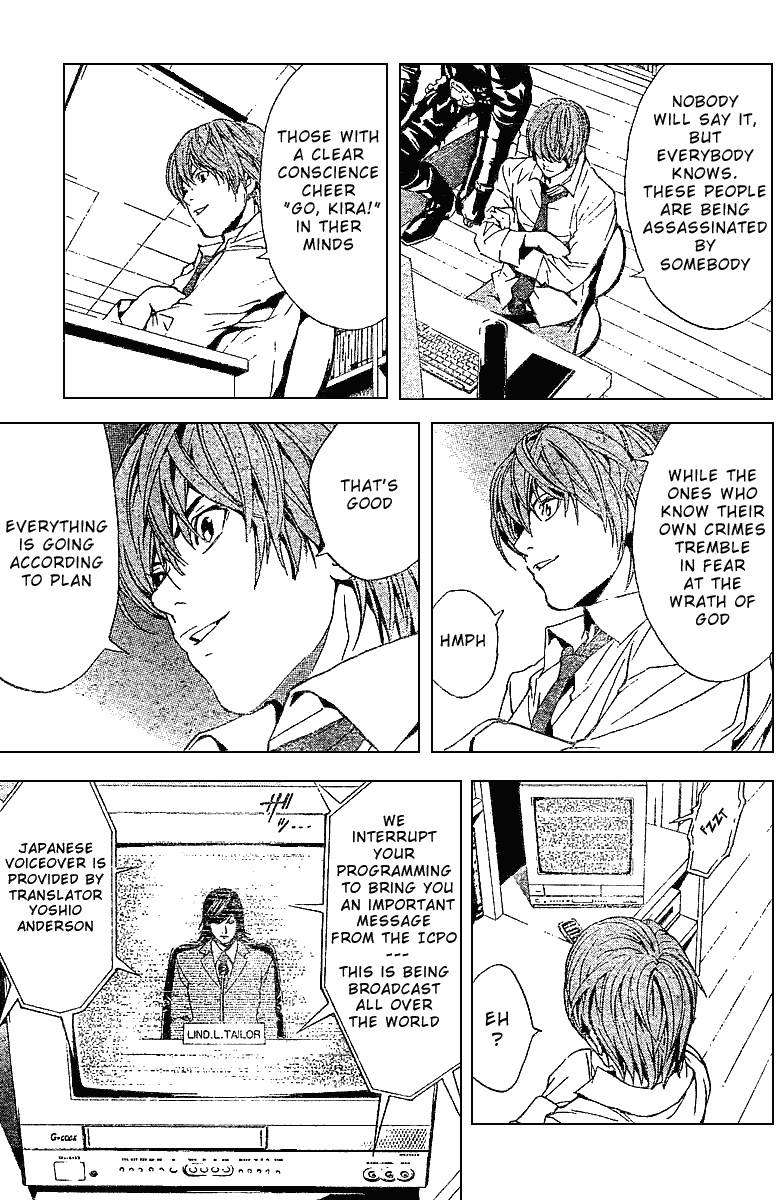 NOBODY
WILL SAY IT,
BUT
EVERYBODY
KNOWS.
THESE PEOPLE
ARE BEING
ASSASSINATED
BY
SOMEBODY
THOSE WITH
A CLEAR
CONSCIENCE
CHEER
"GO, KIRA!"
IN THER
MINDS
WHILE THE
ONES WHO
KNOW THEIR
OWN CRIMES
TREMBLE
IN FEAR
AT THE
WRATH OF
GOD
HMPH
THAT'S
GOOD
EVERYTHING
IS GOING
ACCORDING
TO PLAN
FZZT
EH
?
WE
INTERRUPT
YOUR
PROGRAMMING
TO BRING YOU
AN IMPORTANT
MESSAGE
FROM THE ICPO
---
THIS IS BEING
BROADCAST
ALL OVER
THE WORLD
JAPANESE
VOICEOVER IS
PROVIDED BY
TRANSLATOR
YOSHIO
ANDERSON
LIND.L.TAILOR